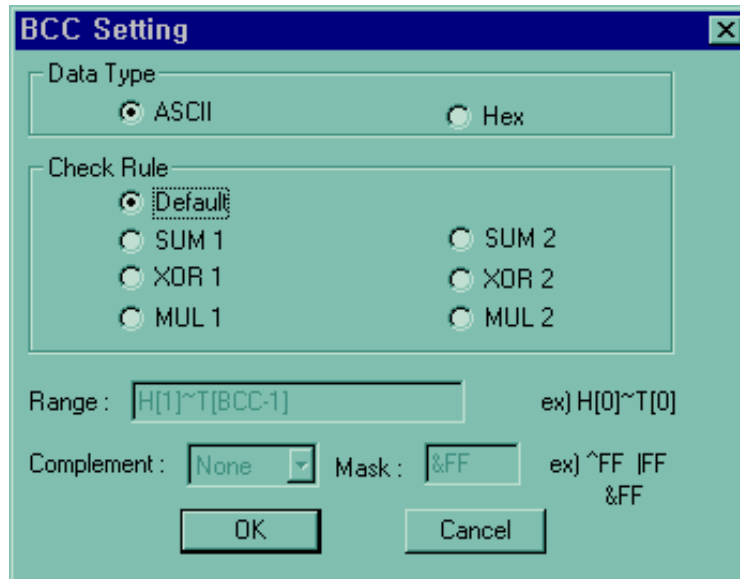 BCC Setting
Data Type
ASCII Hex
Check Rule
Default
SUM 1 SUM 2
XOR 1 XOR 2
MUL 1 MUL 2
Range : H[1]~T[BCC-1] ex) H[0]~T[0]
Complement : None Mask : &FF ex) ^FF |FF
&FF
OK Cancel